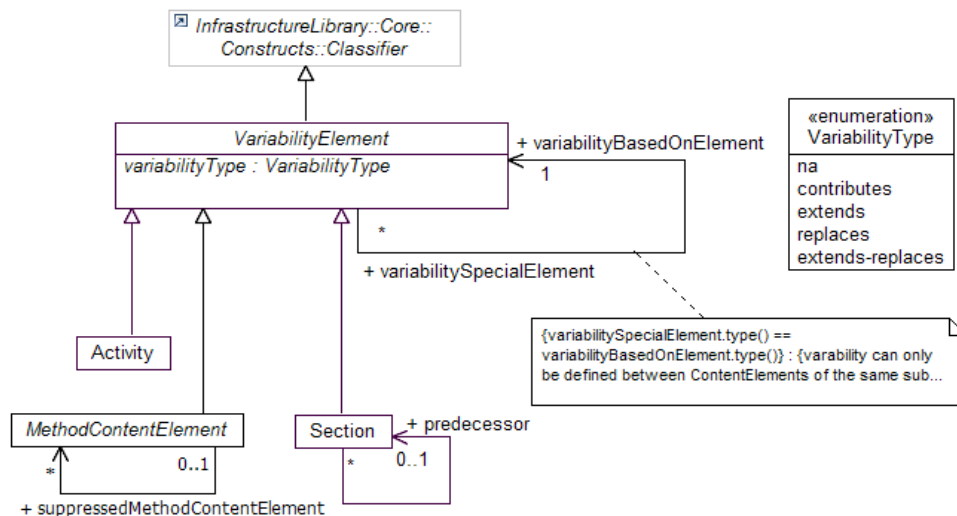 InfrastructureLibrary::Core::
Constructs::Classifier
VariabilityElement
variabilityType : VariabilityType
+ variabilityBasedOnElement
1
*
+ variabilitySpecialElement
«enumeration»
VariabilityType
na
contributes
extends
replaces
extends-replaces
{variabilitySpecialElement.type() ==
variabilityBasedOnElement.type()} : {varability can only
be defined between ContentElements of the same sub...
Activity
MethodContentElement
*
0..1
+ suppressedMethodContentElement
Section
+ predecessor
*
0..1